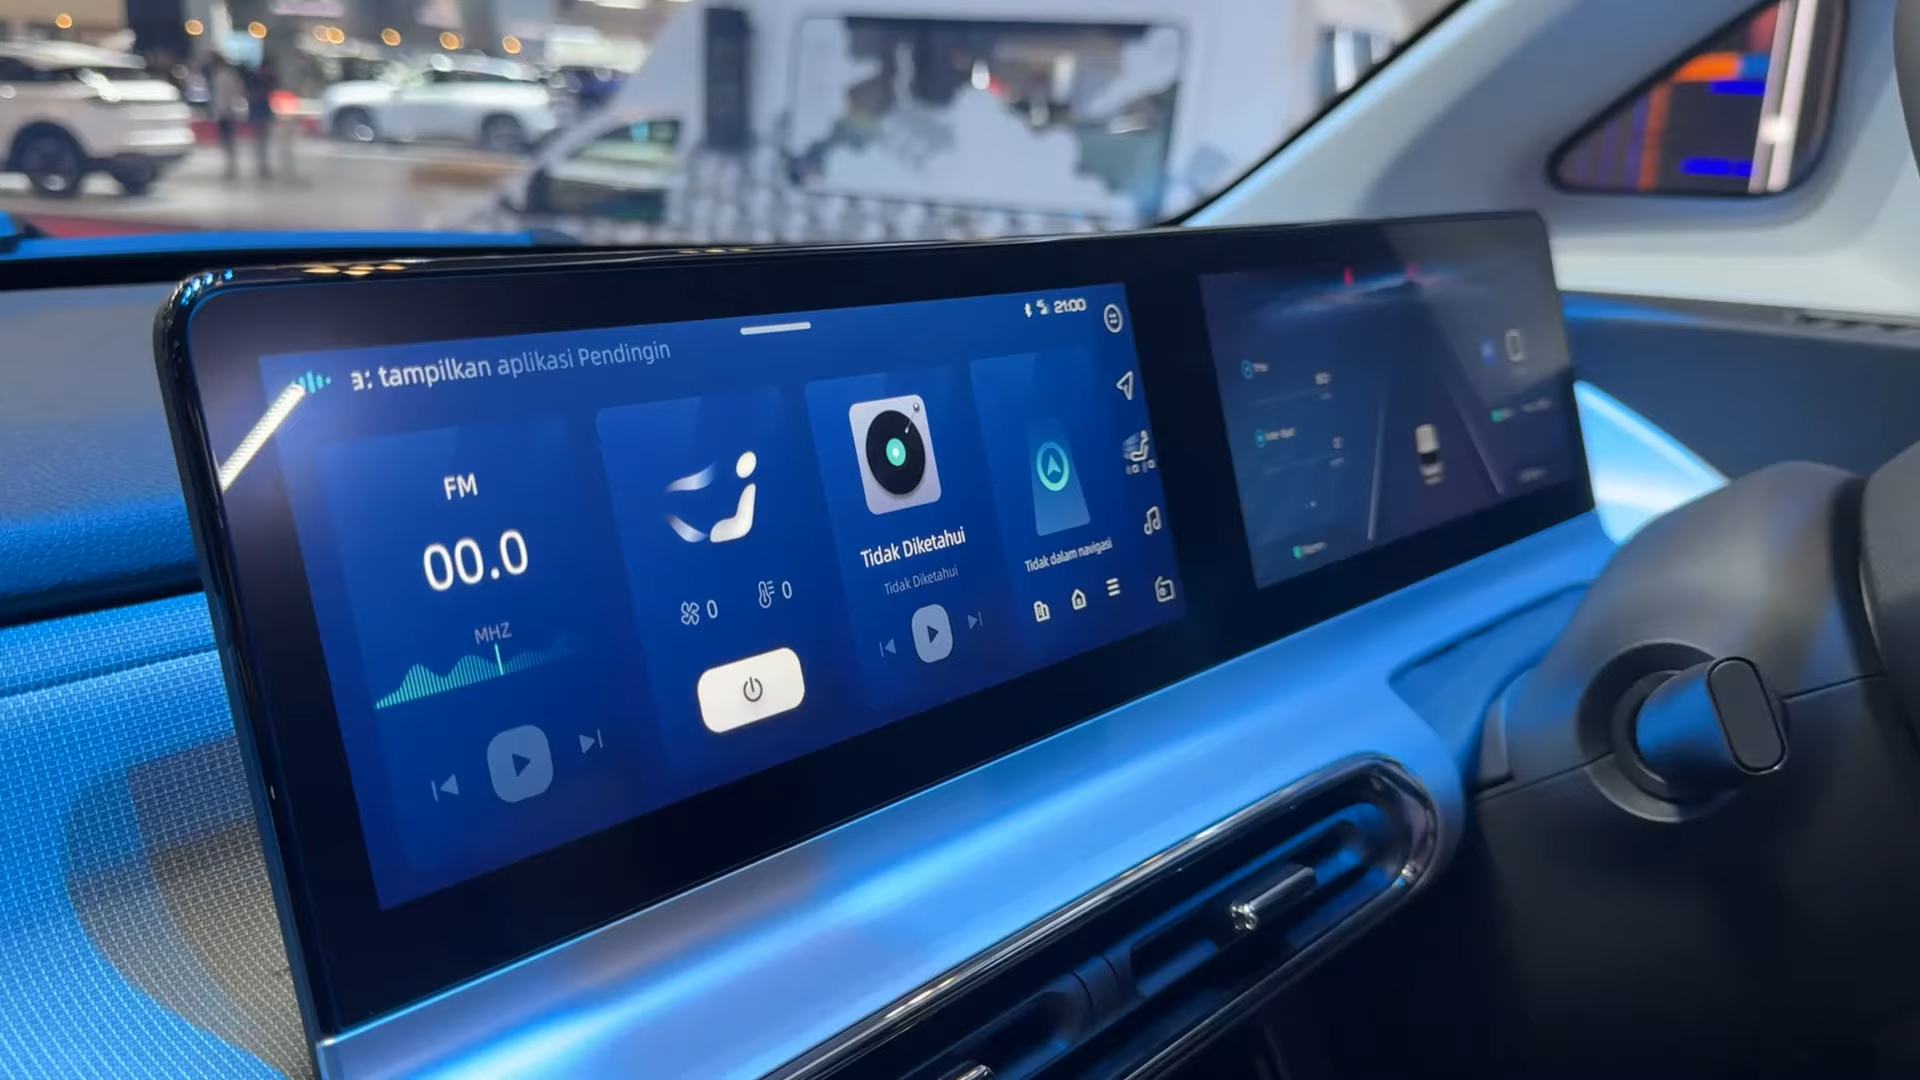 a: tampilkan aplikasi Pendingin
21:00
FM
00.0
MHZ
0
0
Tidak Diketahui
Tidak Diketahui
Tidak dalam navigasi